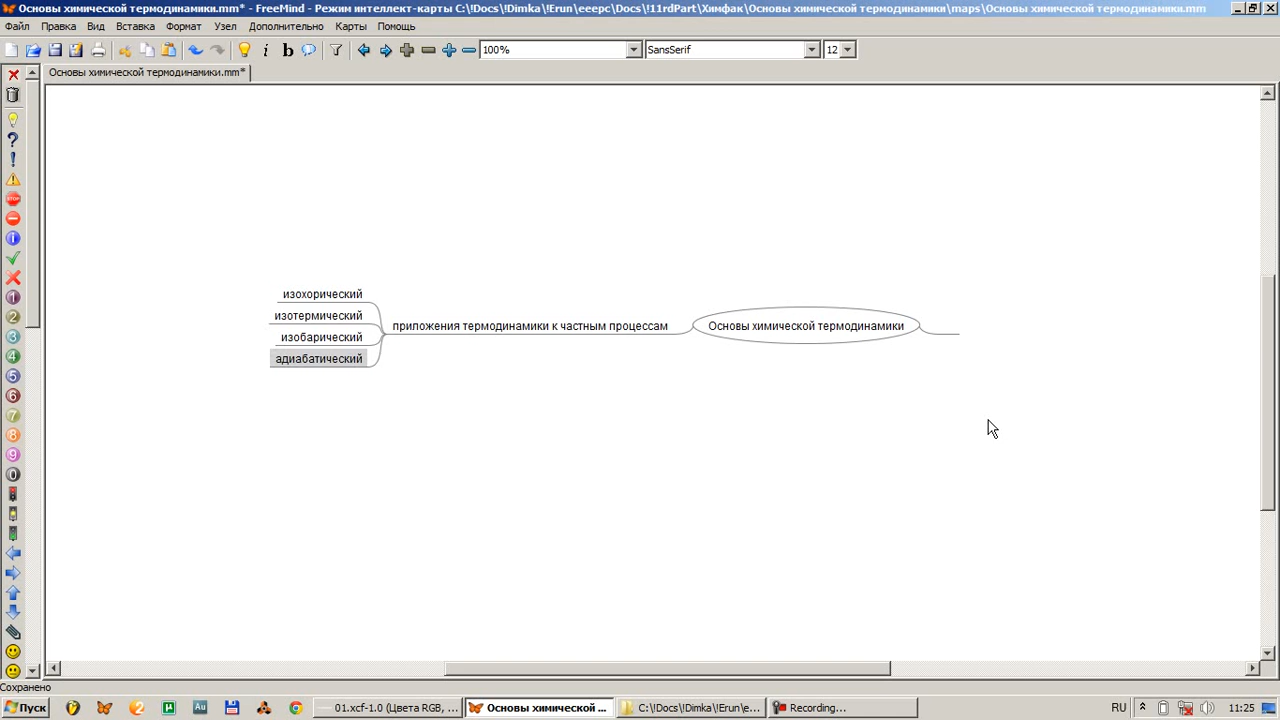 Основы химической термодинамики.mm* - FreeMind - Режим интеллект-карты C:\!Docs\!Dimka\!Erun\eeepc\Docs\!11rdPart\Химфак\Основы химической термодинамики\maps\Основы химической термодинамики.mm
Файл Правка Вид Вставка Формат Узел Дополнительно Карты Помощь
100% SansSerif 12
Основы химической термодинамики.mm*
изохорический
изотермический
приложения термодинамики к частным процессам Основы химической термодинамики
изобарический
адиабатический
Сохранено
Пуск 01.xcf-1.0 (Цвета RGB, ... Основы химической ... C:\!Docs\!Dimka\!Erun\e... Recording... RU 11:25